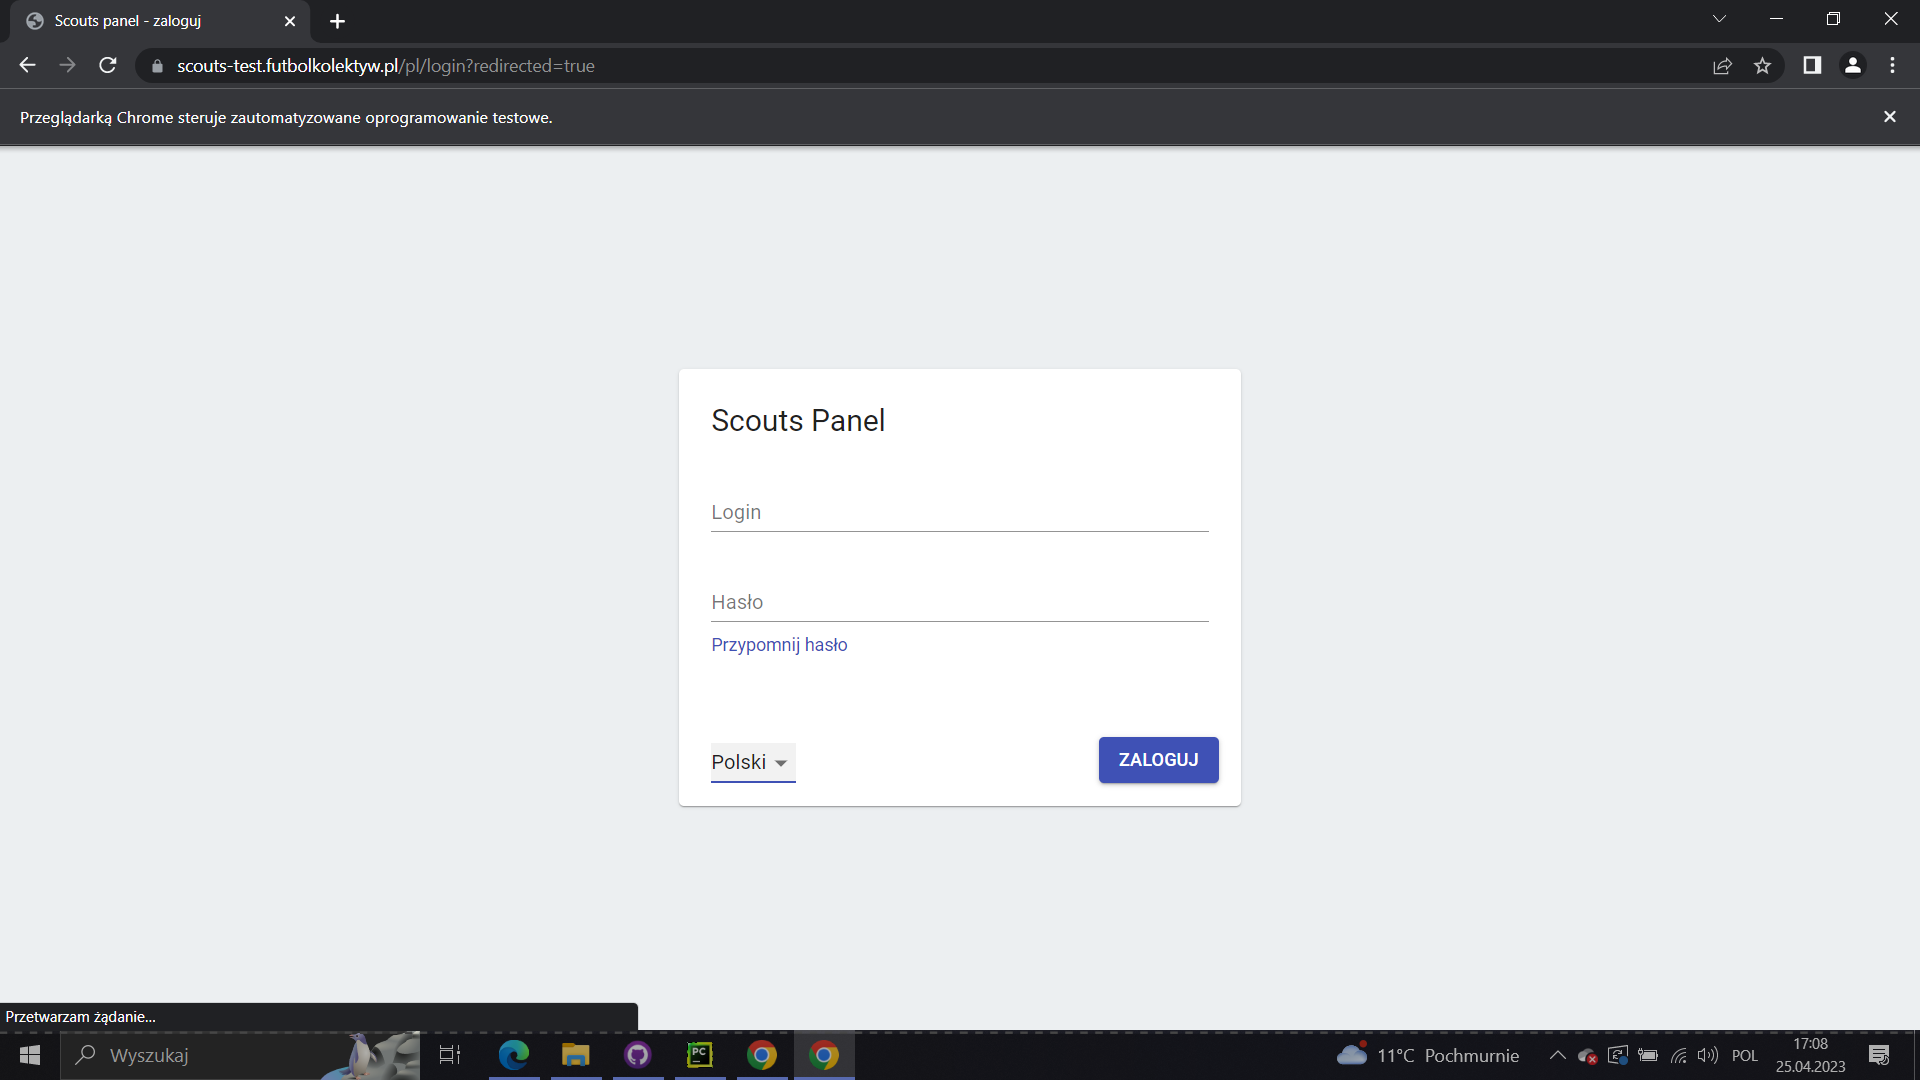 Scouts panel - zaloguj
scouts-test.futbolkolektyw.pl/pl/login?redirected=true
Przeglądarką Chrome steruje zautomatyzowane oprogramowanie testowe.
Scouts Panel
Login
Hasło
Przypomnij hasło
Polski
ZALOGUJ
Przetwarzam żądanie...
Wyszukaj
PC
11°C Pochmurnie
POL
17:08
25.04.2023